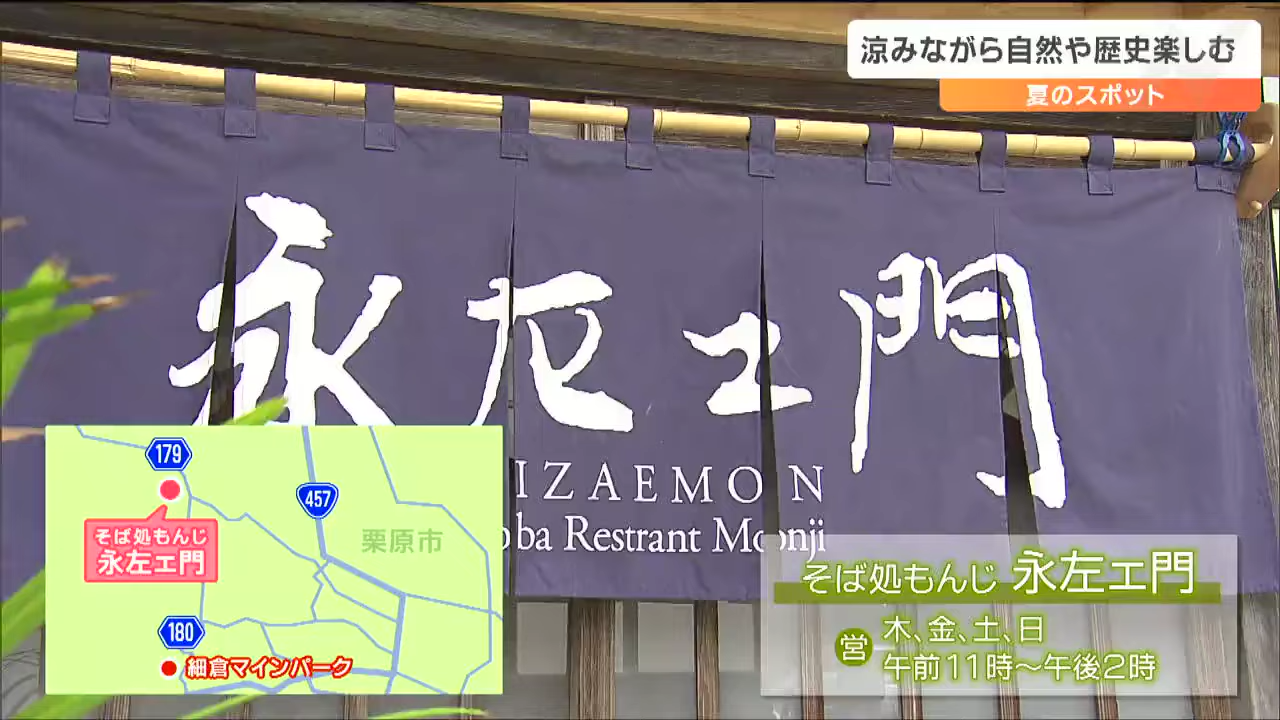 涼みながら自然や歴史楽しむ
夏のスポット
永左エ門
IZAEMON
ba Restrant Moonji
179
457
そば処もんじ
永左エ門
栗原市
180
細倉マインパーク
そば処もんじ 永左エ門
営
木、金、土、日
午前11時〜午後2時